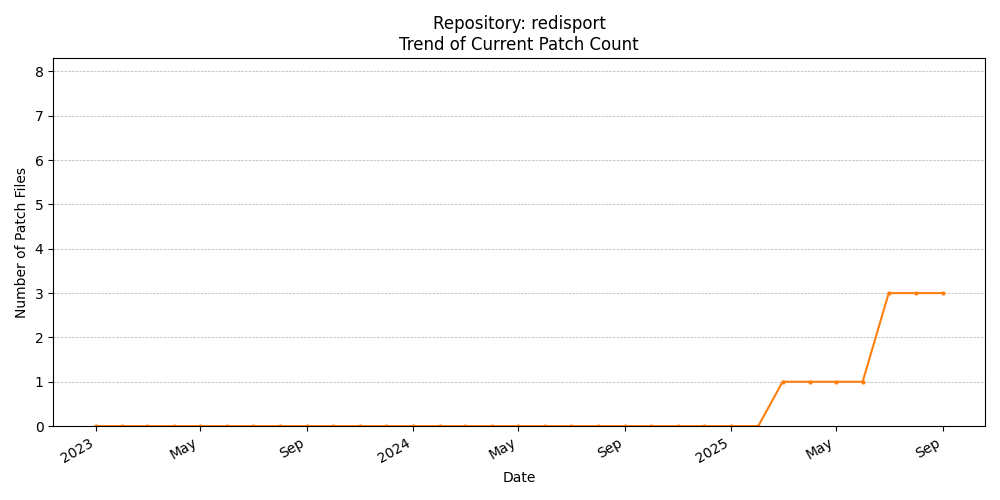 Repository: redisport
Trend of Current Patch Count
Number of Patch Files
8
7
6
5
4
3
2
1
0
2023
May
Sep
2024
May
Sep
2025
May
Sep
Date